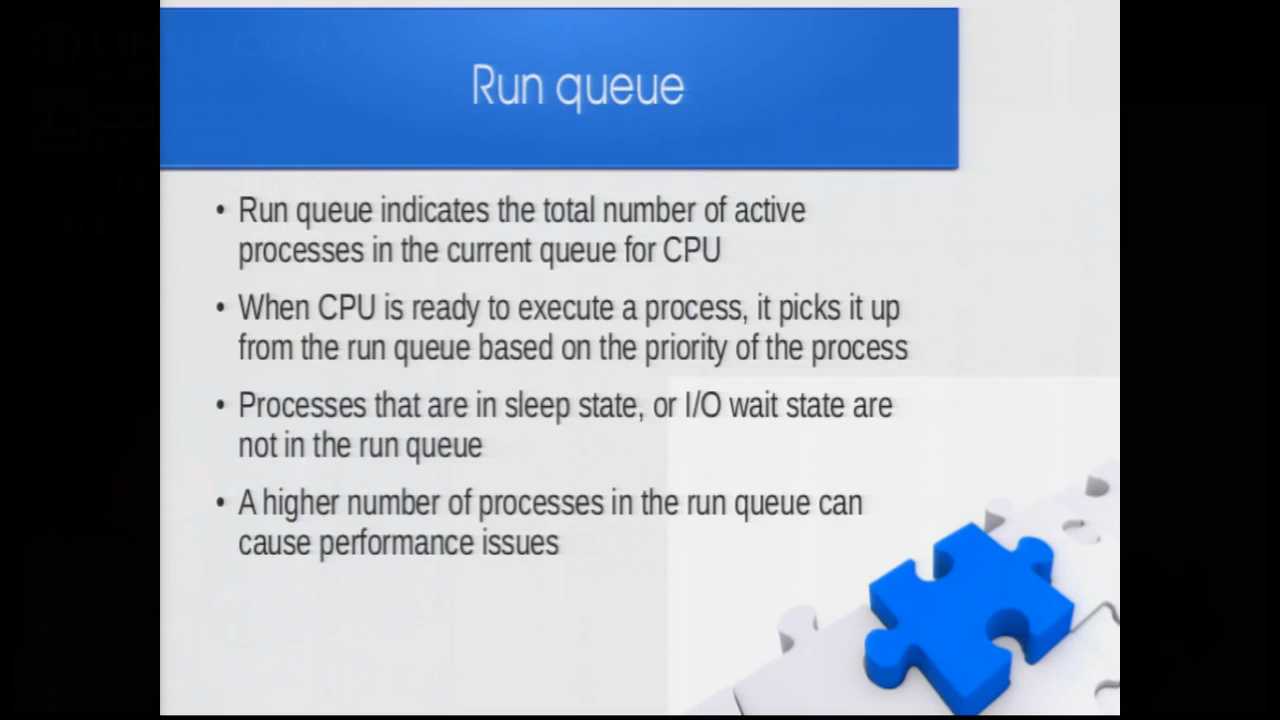 Run queue
• Run queue indicates the total number of active
processes in the current queue for CPU
• When CPU is ready to execute a process, it picks it up
from the run queue based on the priority of the process
• Processes that are in sleep state, or I/O wait state are
not in the run queue
• A higher number of processes in the run queue can
cause performance issues